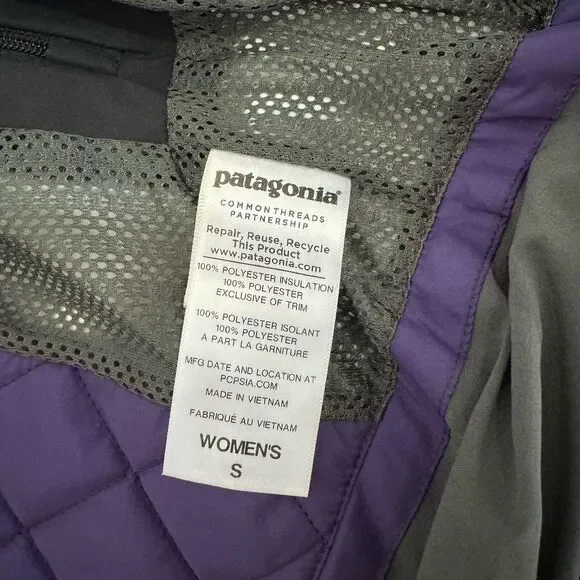 patagonia®
COMMONTHREADS
PARTNERSHIP
Repair, Reuse, Recycle
This Product
www.patagonia.com
100% POLYESTER INSULATION
100% POLYESTER
EXCLUSIVE OF TRIM
100% POLYESTER ISOLANT
100% POLYESTER
A PART LA GARNITURE
MFG DATE AND LOCATION AT
PCPSIA.COM
MADE IN VIETNAM
FABRIQUÉ AU VIETNAM
WOMEN'S
S